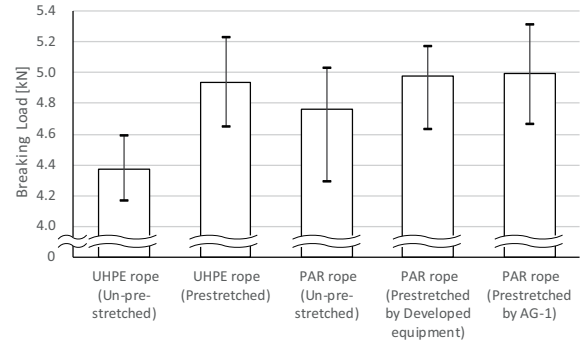 Breaking Load [kN]
5.4
5.2
5.0
4.8
4.6
4.4
4.2
4.0
0
UHPE rope
(Un-pre-
stretched)
UHPE rope
(Prestretched)
PAR rope
(Un-pre-
stretched)
PAR rope
(Prestretched
by Developed
equipment)
PAR rope
(Prestretched
by AG-1)